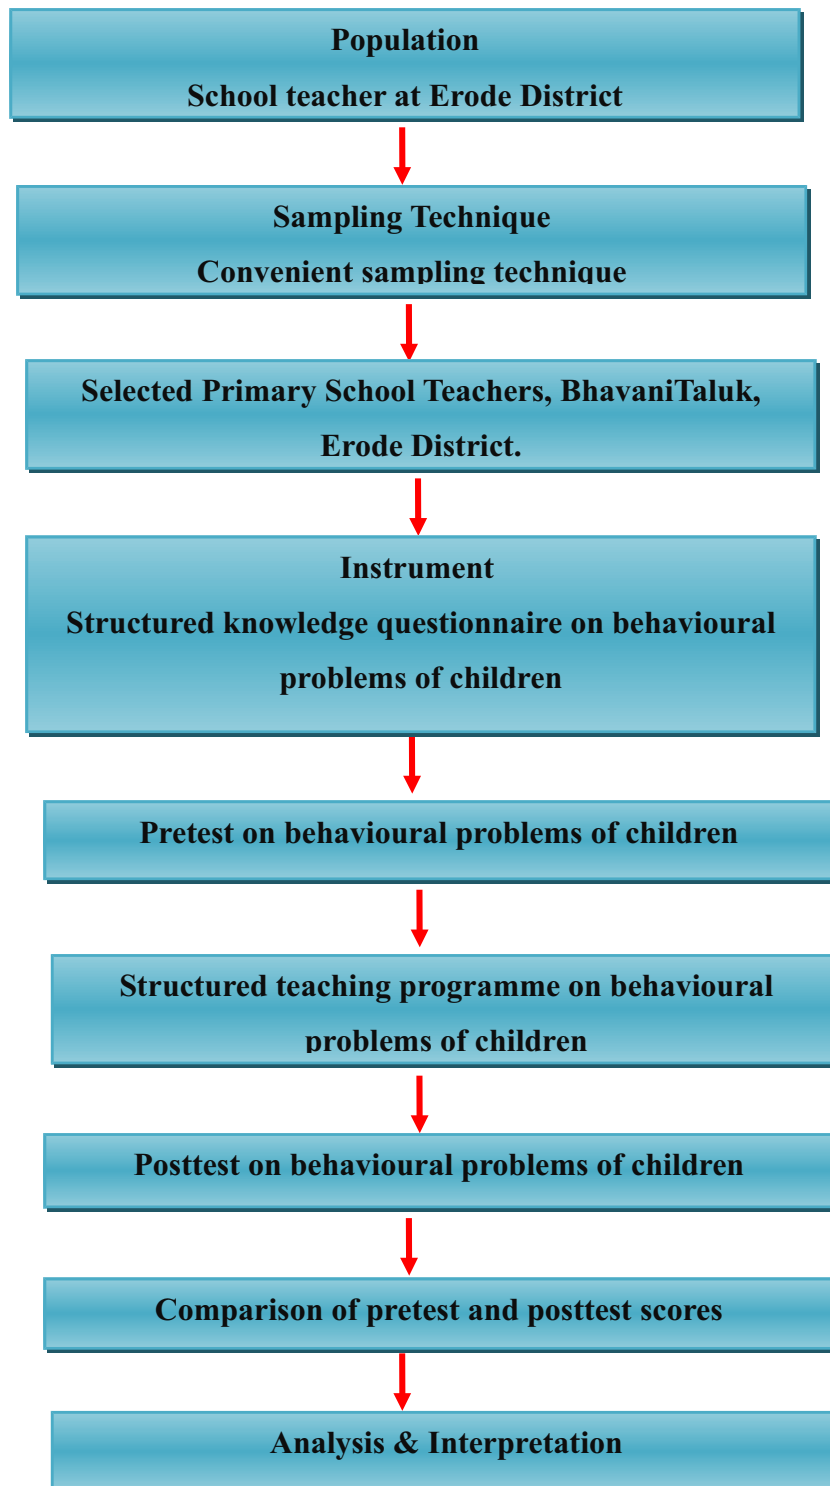 Population
School teacher at Erode District
Sampling Technique
Convenient sampling technique
Selected Primary School Teachers, BhavaniTaluk,
Erode District.
Instrument
Structured knowledge questionnaire on behavioural
problems of children
Pretest on behavioural problems of children
Structured teaching programme on behavioural
problems of children
Posttest on behavioural problems of children
Comparison of pretest and posttest scores
Analysis & Interpretation